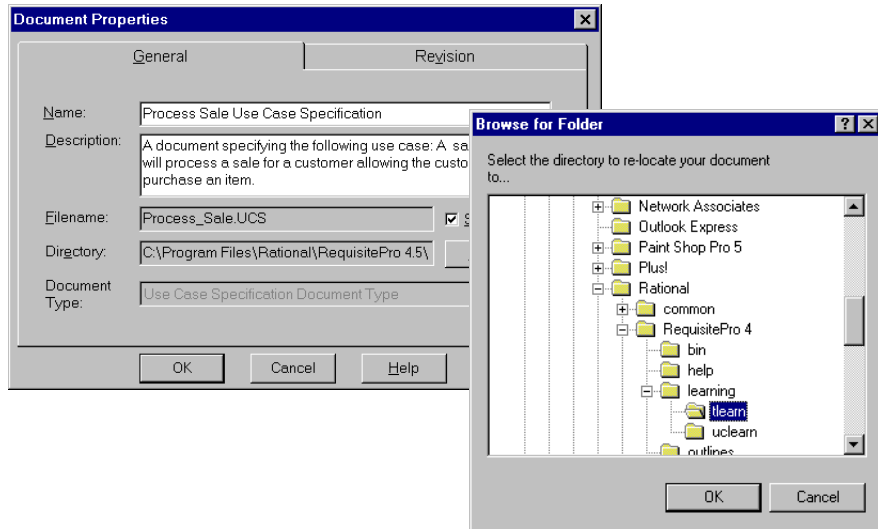 Document Properties
General
Revision
Name:
Process Sale Use Case Specification
Description:
A document specifying the following use case: A sa
will process a sale for a customer allowing the custo
purchase an item.
Filename:
Process_Sale.UCS
Directory:
C:\Program Files\Rational\RequisitePro 4.5\
Document
Type:
Use Case Specification Document Type
OK
Cancel
Help
Browse for Folder
Select the directory to re-locate your document
to...
Network Associates
Outlook Express
Paint Shop Pro 5
Plus!
Rational
common
RequisitePro 4
bin
help
learning
tlearn
uclearn
outlines
OK
Cancel